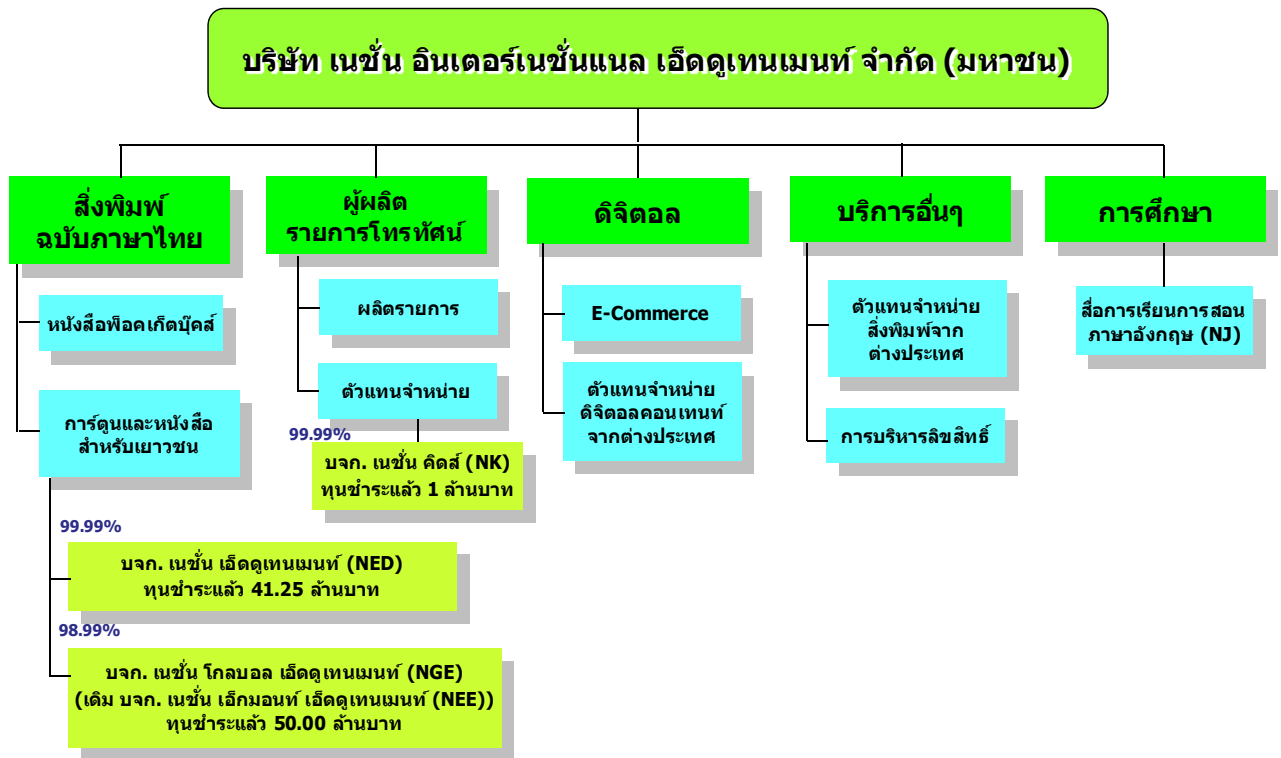 บริษัท เนชั่น อินเตอร์เนชั่นแนล เอ็ดดูเทนเมนท์ จำกัด (มหาชน)
สิ่งพิมพ์
ฉบับภาษาไทย
หนังสือพ็อคเก็ตบุ๊คส์
การ์ตูนและหนังสือ
สำหรับเยาวชน
99.99%
บจก. เนชั่น เอ็ดดูเทนเมนท์ (NED)
ทุนชำระแล้ว 41.25 ล้านบาท
98.99%
บจก. เนชั่น โกลบอล เอ็ดดูเทนเมนท์ (NGE)
(เดิม บจก. เนชั่น เอ็กมอนท์ เอ็ดดูเทนเมนท์ (NEE))
ทุนชำระแล้ว 50.00 ล้านบาท
ผู้ผลิต
รายการโทรทัศน์
ผลิตรายการ
ตัวแทนจำหน่าย
99.99%
บจก. เนชั่น คิดส์ (NK)
ทุนชำระแล้ว 1 ล้านบาท
ดิจิตอล
E-Commerce
ตัวแทนจำหน่าย
ดิจิตอลคอนเทนท์
จากต่างประเทศ
บริการอื่นๆ
ตัวแทนจำหน่าย
สิ่งพิมพ์จาก
ต่างประเทศ
การบริหารลิขสิทธิ์
การศึกษา
สื่อการเรียนการสอน
ภาษาอังกฤษ (NJ)